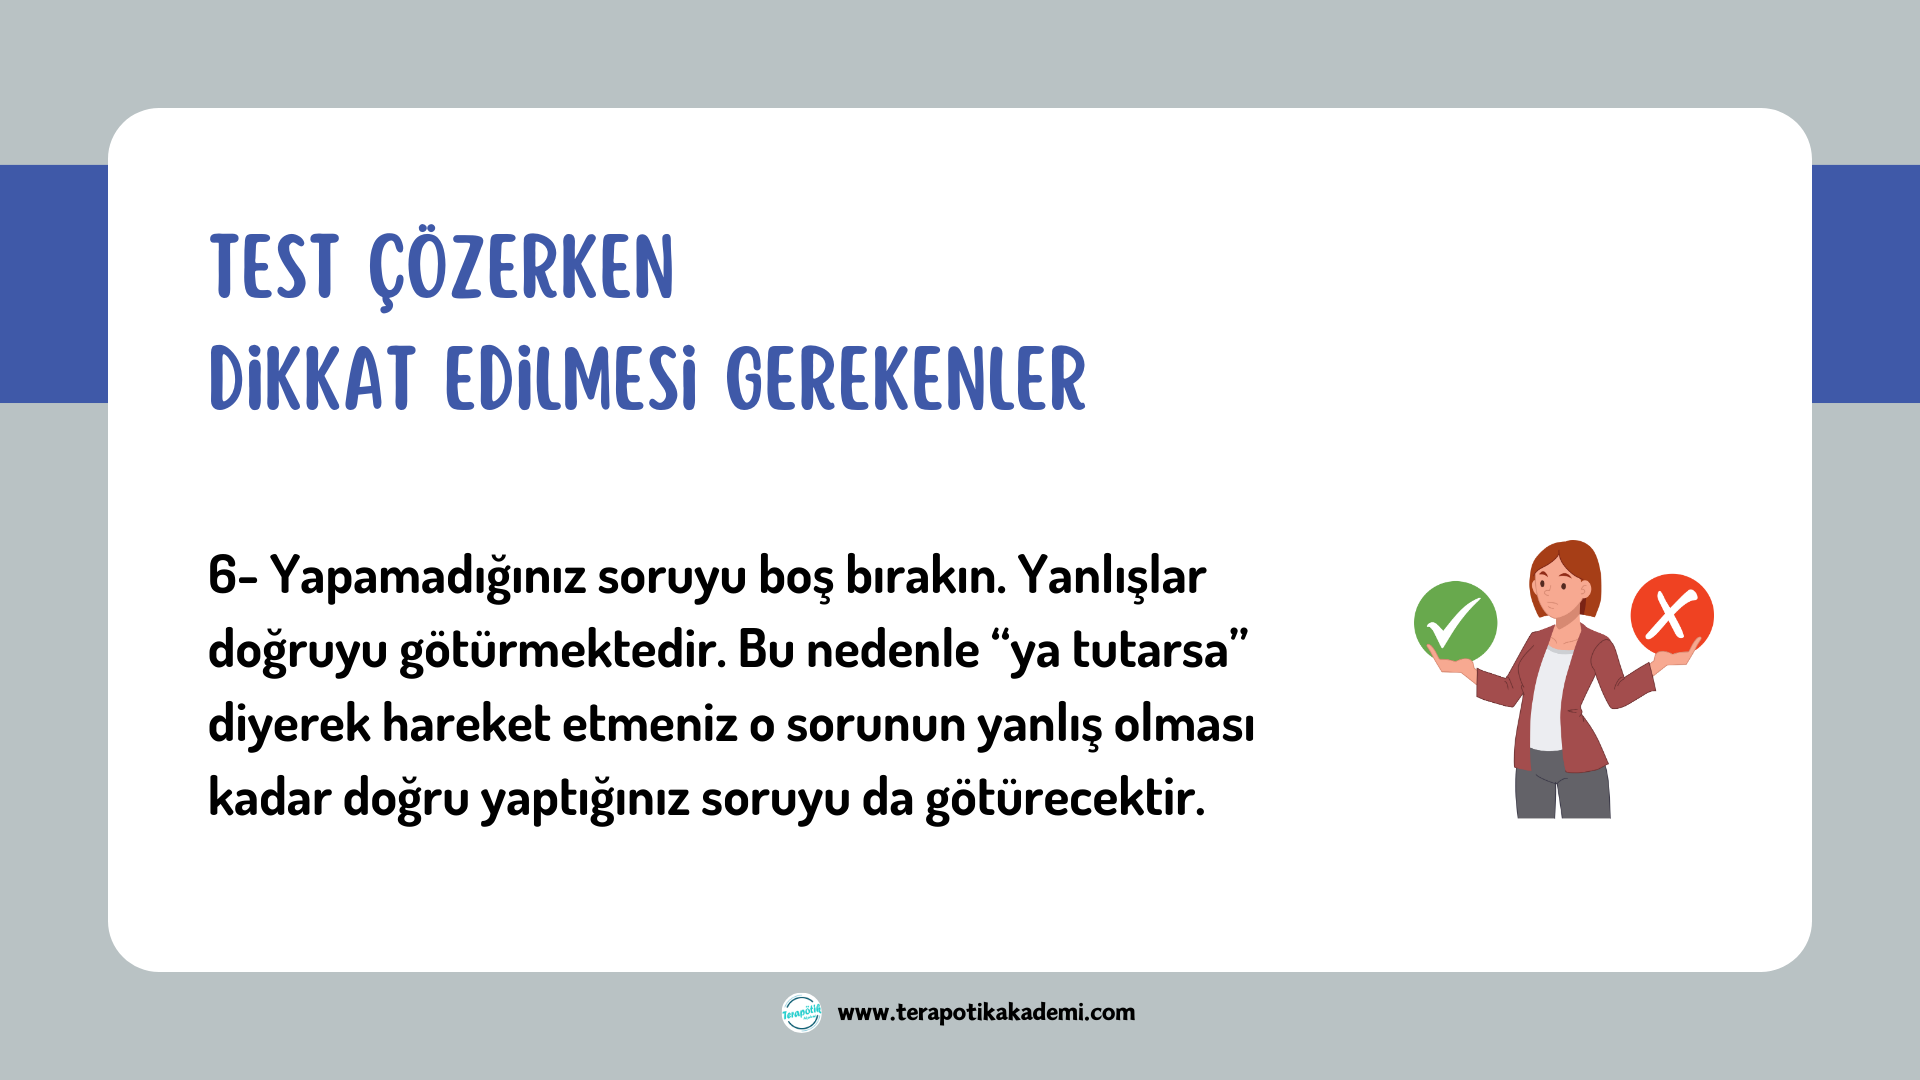 TEST ÇÖZERKEN
DİKKAT EDİLMESİ GEREKENLER
6- Yapamadığınız soruyu boş bırakın. Yanlışlar
doğruyu götürmektedir. Bu nedenle “ya tutarsa”
diyerek hareket etmeniz o sorunun yanlış olması
kadar doğru yaptığınız soruyu da götürecektir.
Terapötik
www.terapotikakademi.com